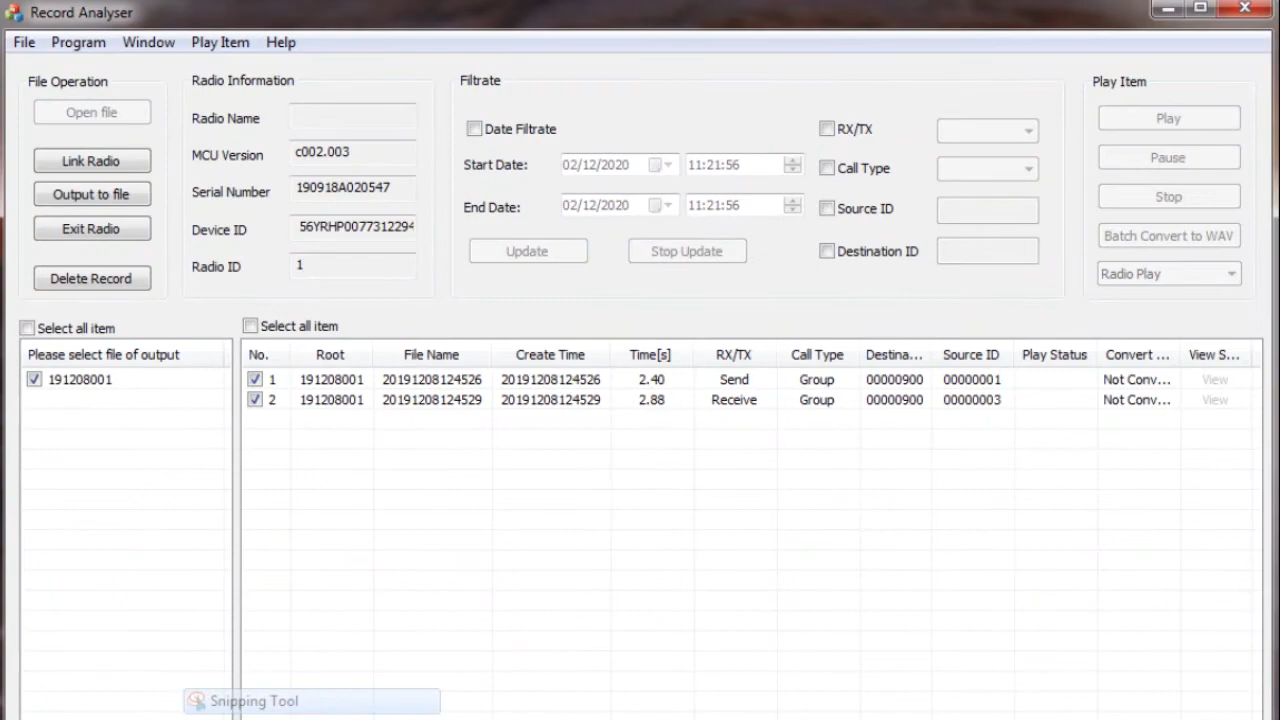 Record Analyser
File Program Window Play Item Help
File Operation
Open file
Link Radio
Output to file
Exit Radio
Delete Record
Radio Information
Radio Name
MCU Version c002.003
Serial Number 190918A020547
Device ID 56YRHP0077312294
Radio ID 1
Filtrate
Date Filtrate
Start Date: 02/12/2020 11:21:56
End Date: 02/12/2020 11:21:56
Update Stop Update
RX/TX
Call Type
Source ID
Destination ID
Play Item
Play
Pause
Stop
Batch Convert to WAV
Radio Play
Select all item
Please select file of output
191208001
Select all item
No. Root File Name Create Time Time[s] RX/TX Call Type Destina... Source ID Play Status Convert ... View S...
1 191208001 20191208124526 20191208124526 2.40 Send Group 00000900 00000001 Not Conv... View
2 191208001 20191208124529 20191208124529 2.88 Receive Group 00000900 00000003 Not Conv... View
Snipping Tool